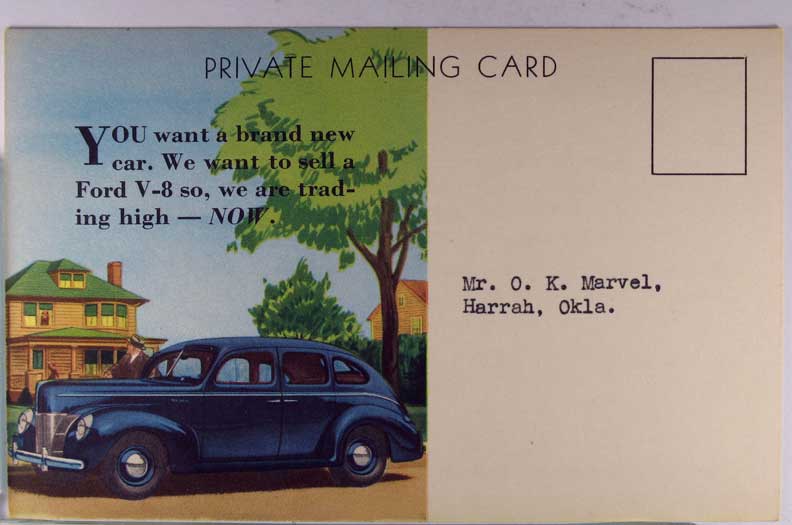 PRIVATE MAILING CARD
YOU want a brand new
car. We want to sell a
Ford V-8 so, we are trad-
ing high — NOW.
Mr. O. K. Marvel,
Harrah, Okla.